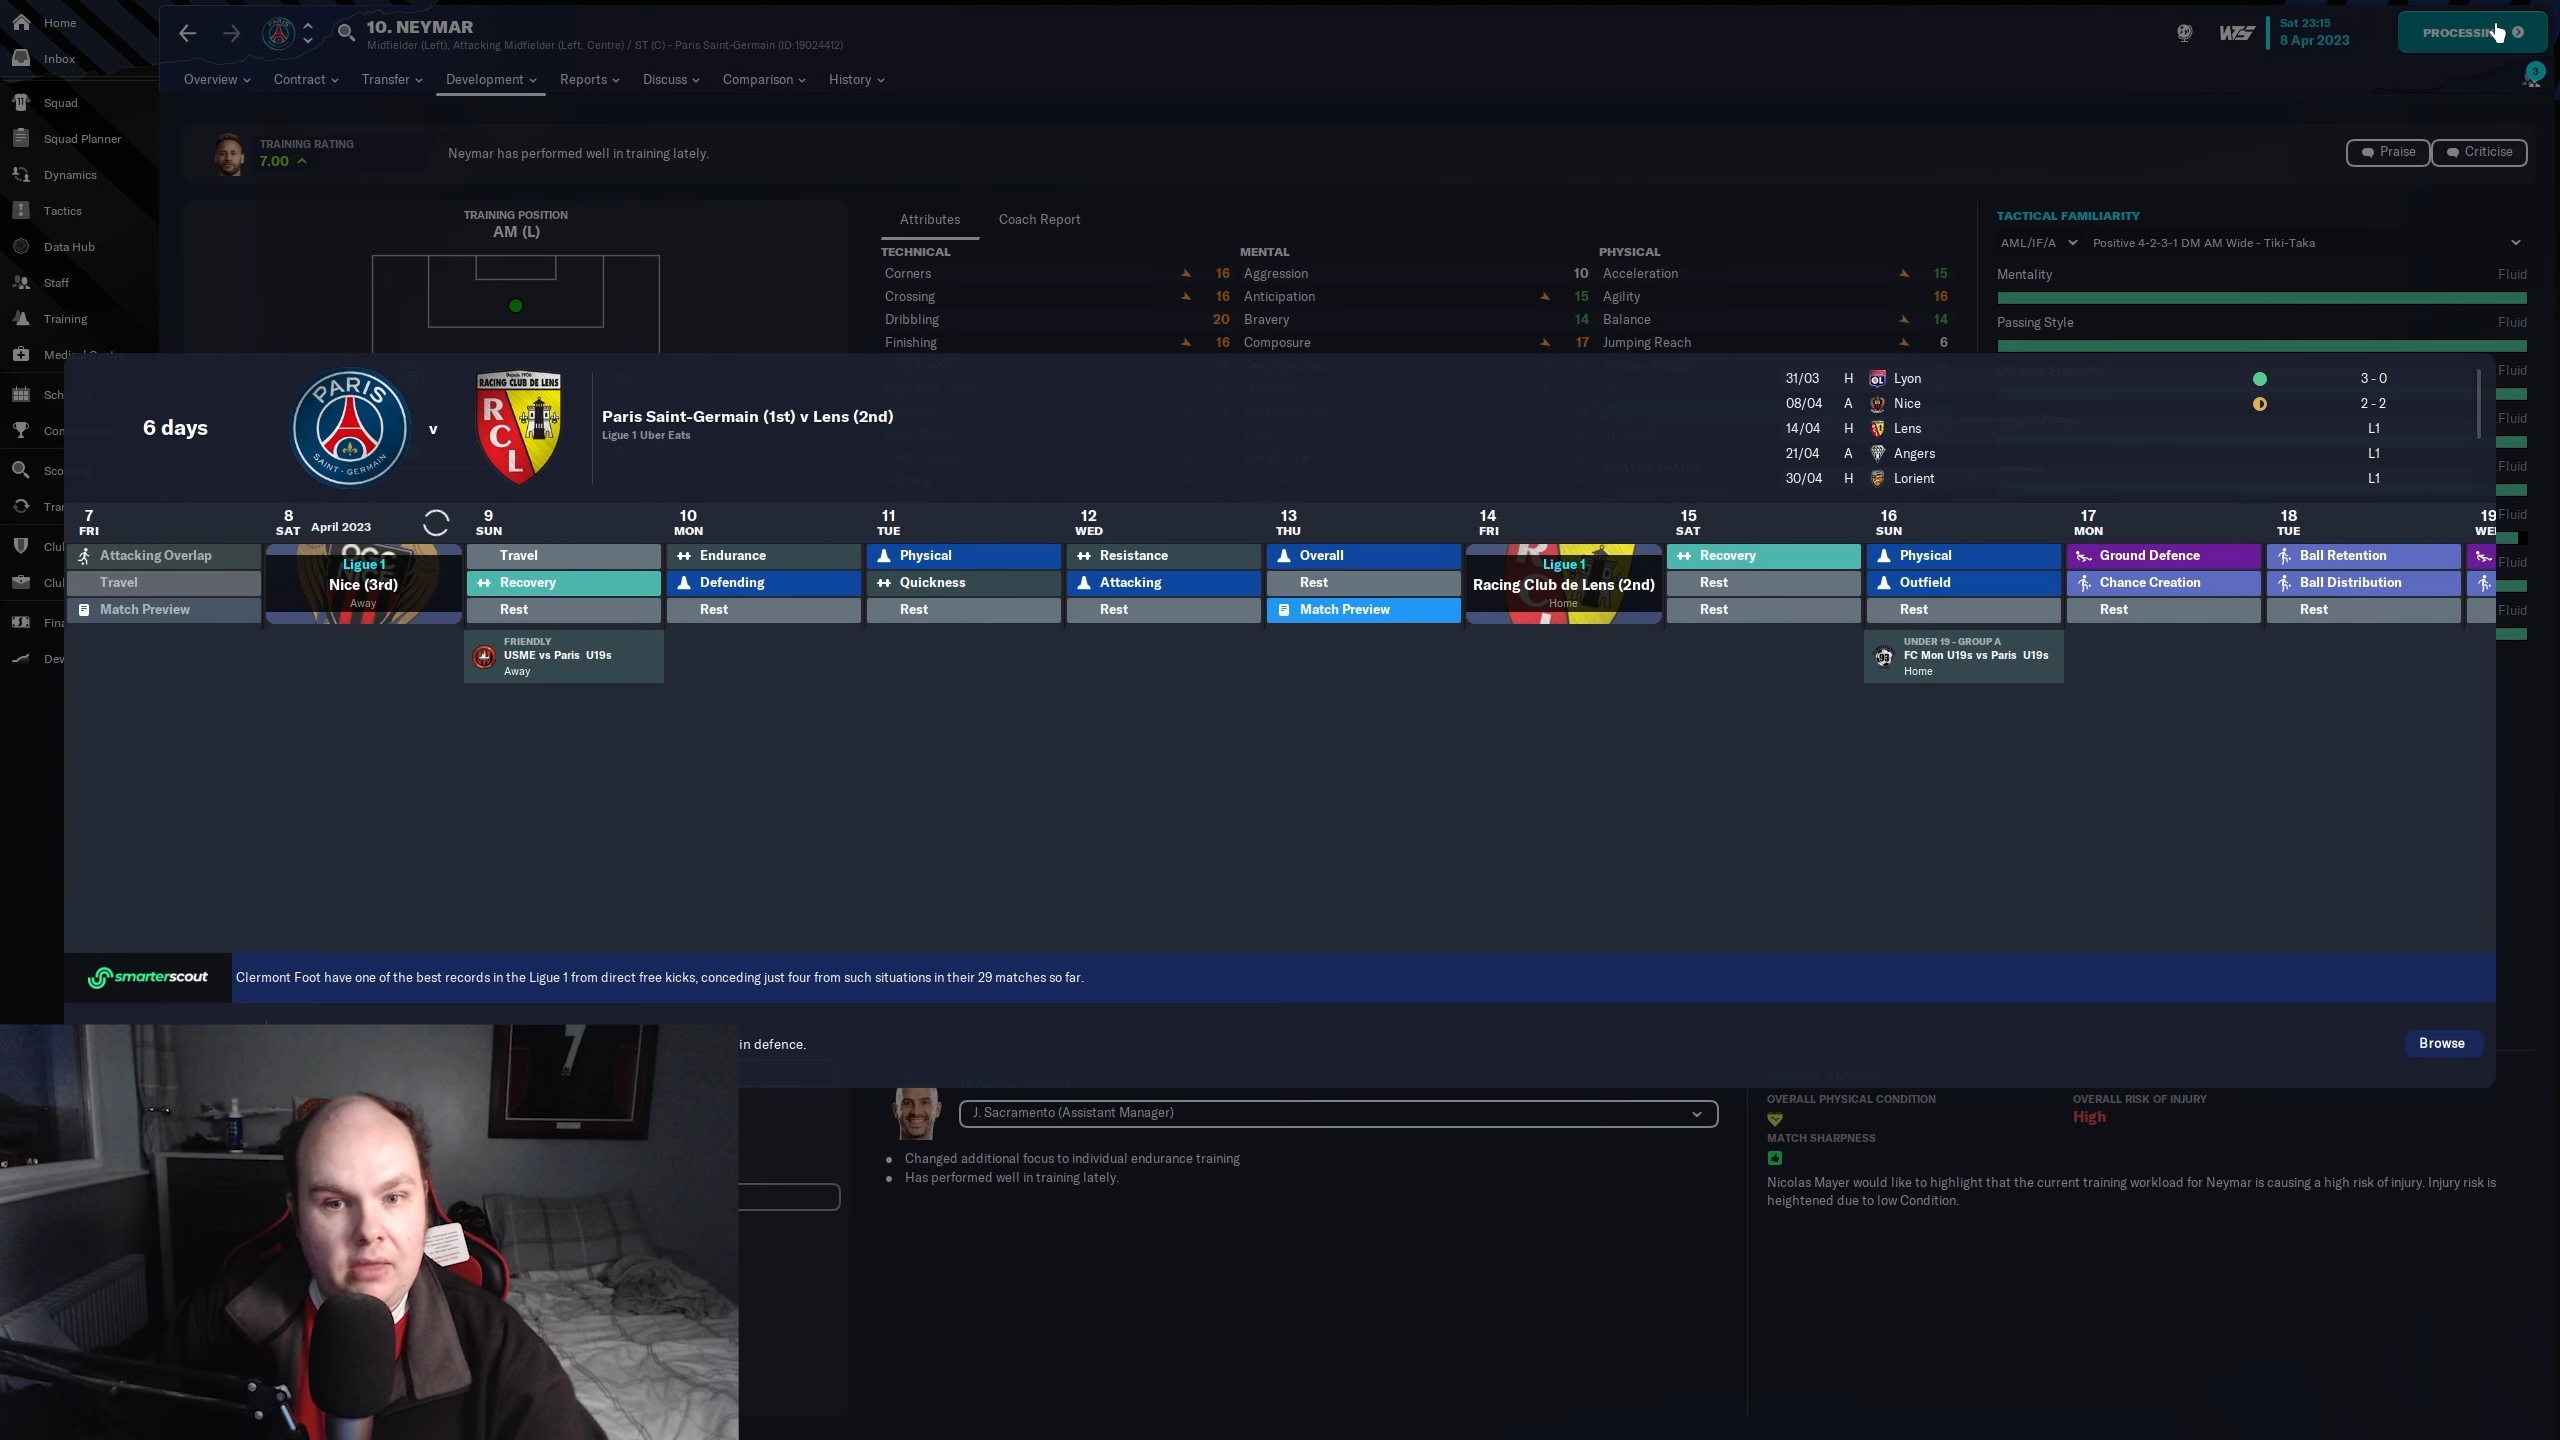 Home
Inbox
Squad
Squad Planner
Dynamics
Tactics
Data Hub
Staff
Training
10. NEYMAR
Midfielder (Left), Attacking Midfielder (Left, Centre) / ST (C) - Paris Saint-Germain (ID:19024412)
Sat 23:15
8 Apr 2023
Overview
Contract
Transfer
Development
Reports
Discuss
Comparison
History
3
TRAINING RATING
7.00
Neymar has performed well in training lately.
Praise
Criticise
TRAINING POSITION
AM (L)
Attributes
Coach Report
TECHNICAL
Corners 16
Crossing 16
Dribbling 20
Finishing 16
MENTAL
Aggression 10
Anticipation 15
Bravery 14
Composure 17
PHYSICAL
Acceleration 15
Agility 16
Balance 14
Jumping Reach 6
TACTICAL FAMILIARITY
AML/IF/A Positive 4-2-3-1 DM AM Wide - Tiki-Taka
Mentality Fluid
Passing Style Fluid
Fluid
Fluid
Fluid
Fluid
Fluid
Fluid
6 days
PARIS
SAINT-GERMAIN
v
RACING CLUB DE LENS
R
C
L
Paris Saint-Germain (1st) v Lens (2nd)
Ligue 1 Uber Eats
31/03 H Lyon 3 - 0
08/04 A Nice 2 - 2
14/04 H Lens L1
21/04 A Angers L1
30/04 H Lorient L1
7
FRI
Attacking Overlap
Travel
Match Preview
8
SAT April 2023
Ligue 1
Nice (3rd)
Away
9
SUN
Travel
Recovery
Rest
FRIENDLY
USME vs Paris U19s
Away
10
MON
Endurance
Defending
Rest
11
TUE
Physical
Quickness
Rest
12
WED
Resistance
Attacking
Rest
13
THU
Overall
Rest
Match Preview
14
FRI
Ligue 1
Racing Club de Lens (2nd)
Home
15
SAT
Recovery
Rest
Rest
16
SUN
Physical
Outfield
Rest
UNDER 19 - GROUP A
FC Mon U19s vs Paris U19s
Home
17
MON
Ground Defence
Chance Creation
Rest
18
TUE
Ball Retention
Ball Distribution
Rest
19
smarterscout
Clermont Foot have one of the best records in the Ligue 1 from direct free kicks, conceding just four from such situations in their 29 matches so far.
in defence.
Browse
7
J. Sacramento (Assistant Manager)
Changed additional focus to individual endurance training
Has performed well in training lately.
OVERALL PHYSICAL CONDITION
MATCH SHARPNESS
OVERALL RISK OF INJURY
High
Nicolas Mayer would like to highlight that the current training workload for Neymar is causing a high risk of injury. Injury risk is
heightened due to low Condition.